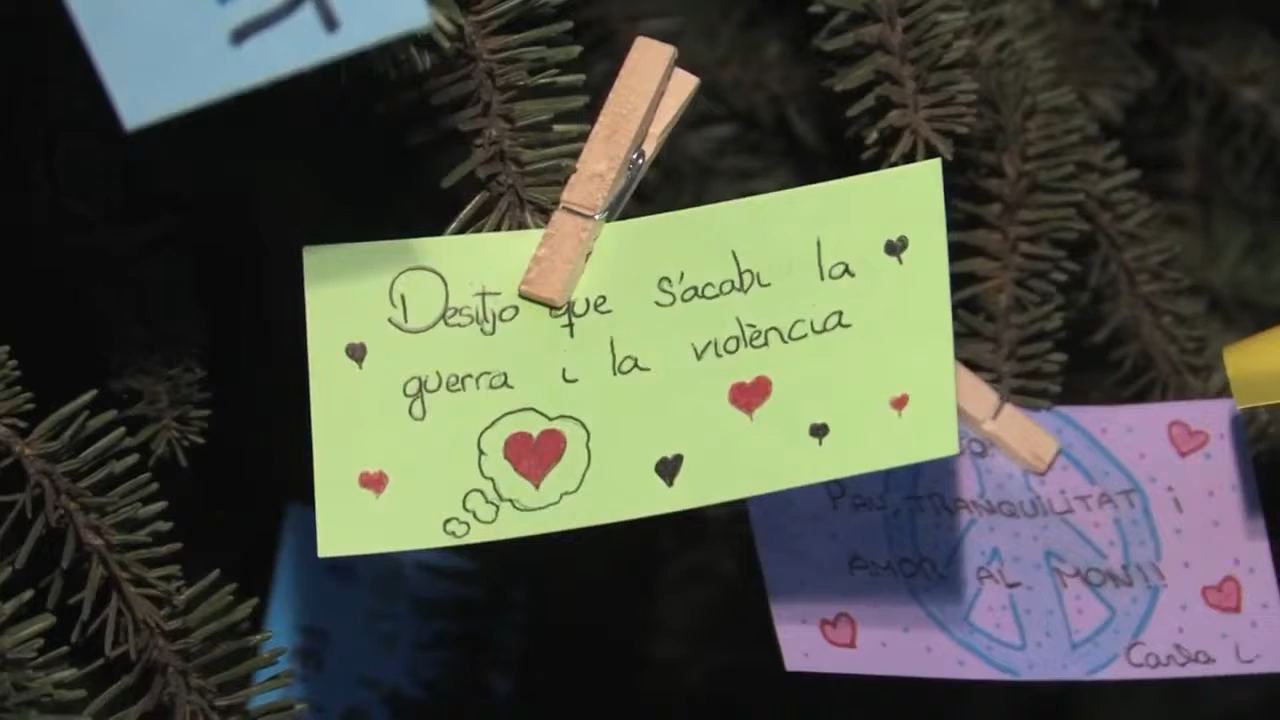 Desitjo que s'acabi la
guerra i la violència
PAU, TRANQUILITAT i
AMOR AL MON!!
Carla L.